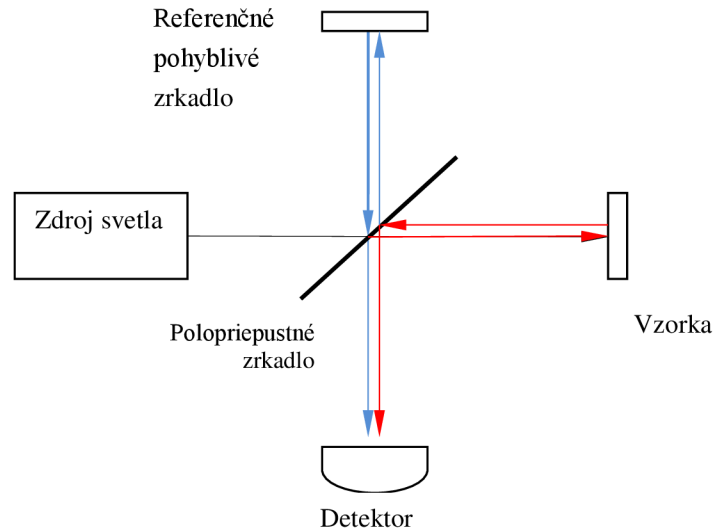 Referenčné
pohyblivé
zrkadlo
Zdroj svetla
Polopriepustné
zrkadlo
Vzorka
Detektor